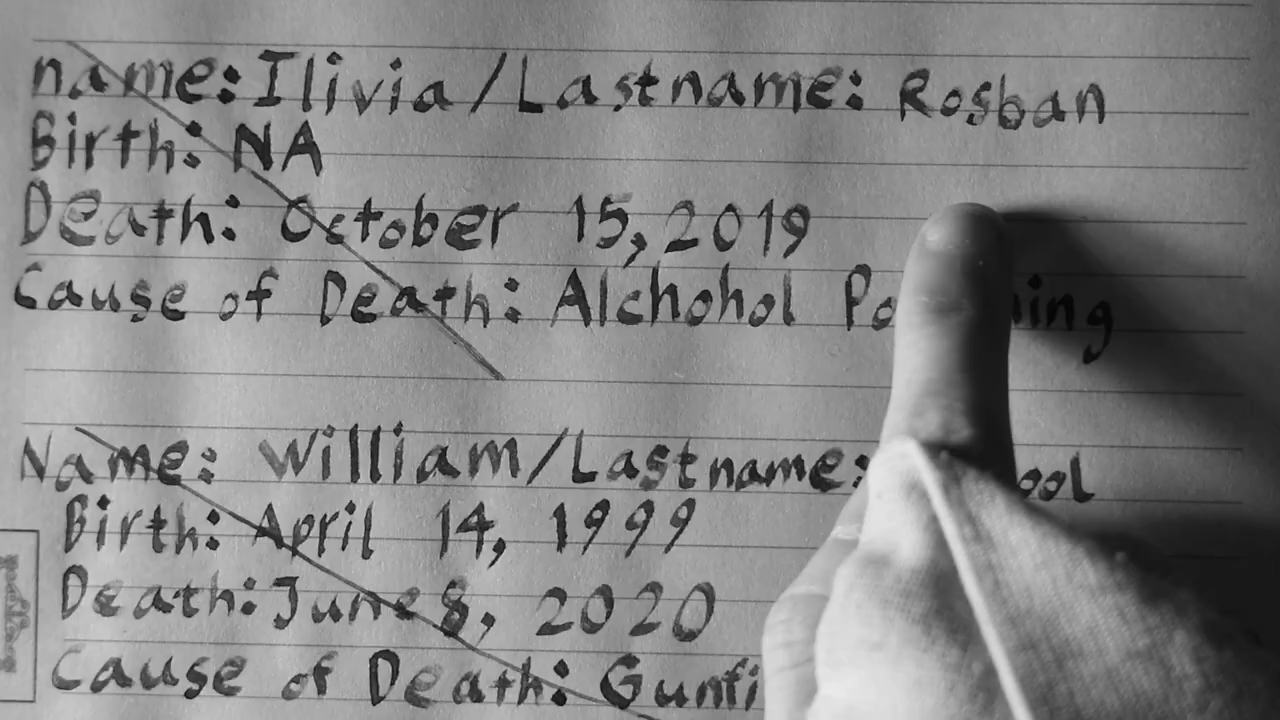 name: Ilivia/Lastname: Rosban
Birth: NA
Death: October 15, 2019
Cause of Death: Alchohol
Name: William/Lastname:
Birth: April 14, 1999
Death: June 8, 2020
Cause of Death: